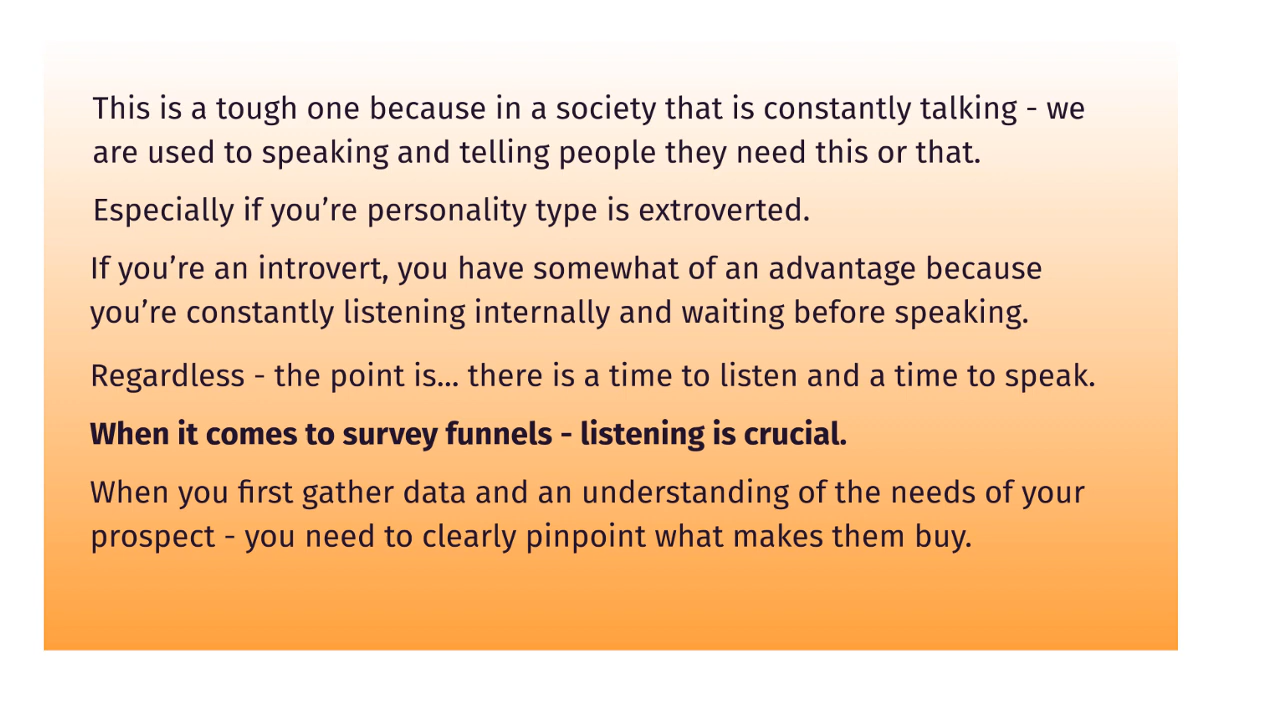 This is a tough one because in a society that is constantly talking - we
are used to speaking and telling people they need this or that.
Especially if you’re personality type is extroverted.
If you’re an introvert, you have somewhat of an advantage because
you’re constantly listening internally and waiting before speaking.
Regardless - the point is... there is a time to listen and a time to speak.
When it comes to survey funnels - listening is crucial.
When you first gather data and an understanding of the needs of your
prospect - you need to clearly pinpoint what makes them buy.